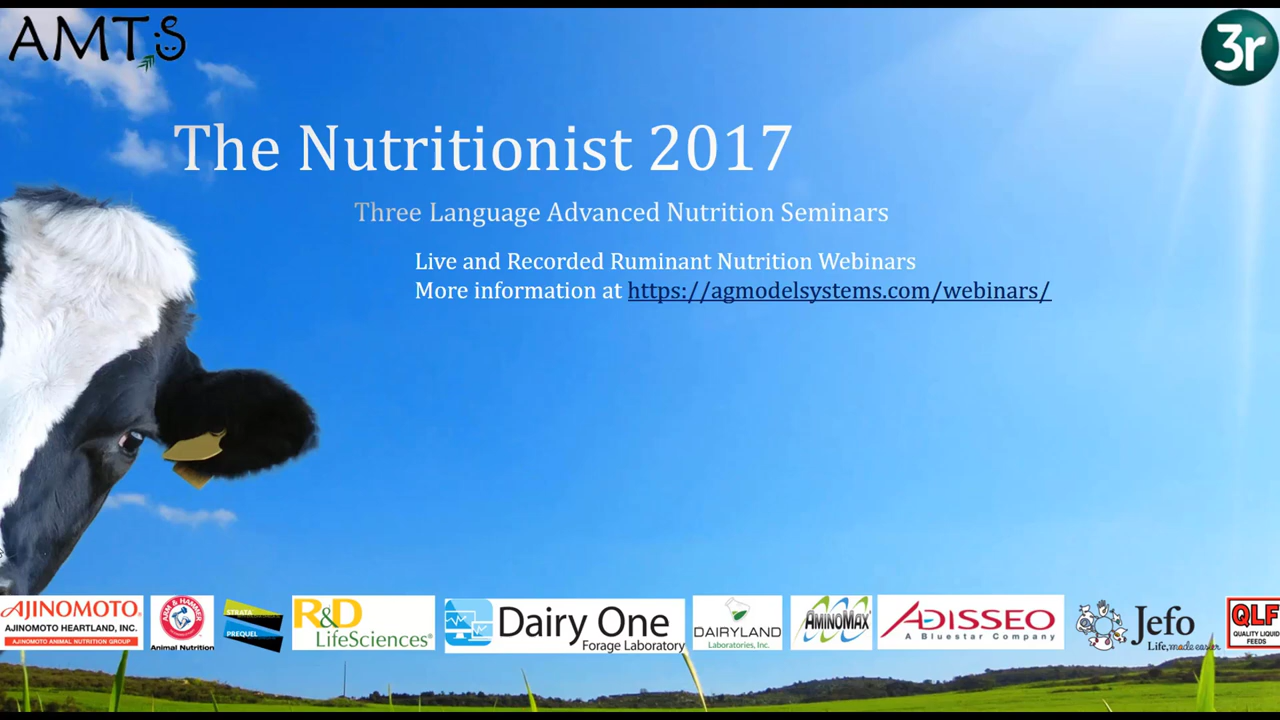 AMTS
3r
The Nutritionist 2017
Three Language Advanced Nutrition Seminars
Live and Recorded Ruminant Nutrition Webinars
More information at https://agmodelsystems.com/webinars/
AJINOMOTO.
AJINOMOTO HEARTLAND, INC.
AJINOMOTO ANIMAL NUTRITION GROUP
ARM & HAMMER
Animal Nutrition
STRATA
PREQUEL
R&D
LifeSciences®
Dairy One
Forage Laboratory
DAIRYLAND
Laboratories, Inc.
AMINOMAX
ADISSEO
A Bluestar Company
Jefo
Life, made easier
QLF
QUALITY LIQUID
FEEDS